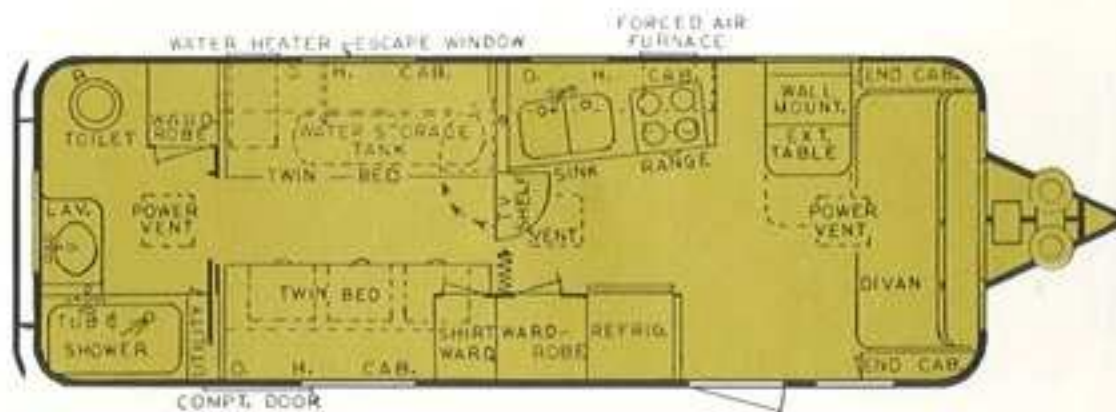 WATER HEATER
ESCAPE WINDOW
FORCED AIR
FURNACE
TOILET
WARD
ROBE
O. H. CAB.
WATER STORAGE
TANK
TWIN BED
O. H. CAB.
SINK
RANGE
WALL
MOUNT.
EXT.
TABLE
END CAB.
LAV.
POWER
VENT
TV
SHELF
VENT
POWER
VENT
DIVAN
TUB &
SHOWER
UTILITY
TWIN BED
O. H. CAB.
SHIRT
WARD.
WARD-
ROBE
REFRIG.
END CAB.
COMPT. DOOR